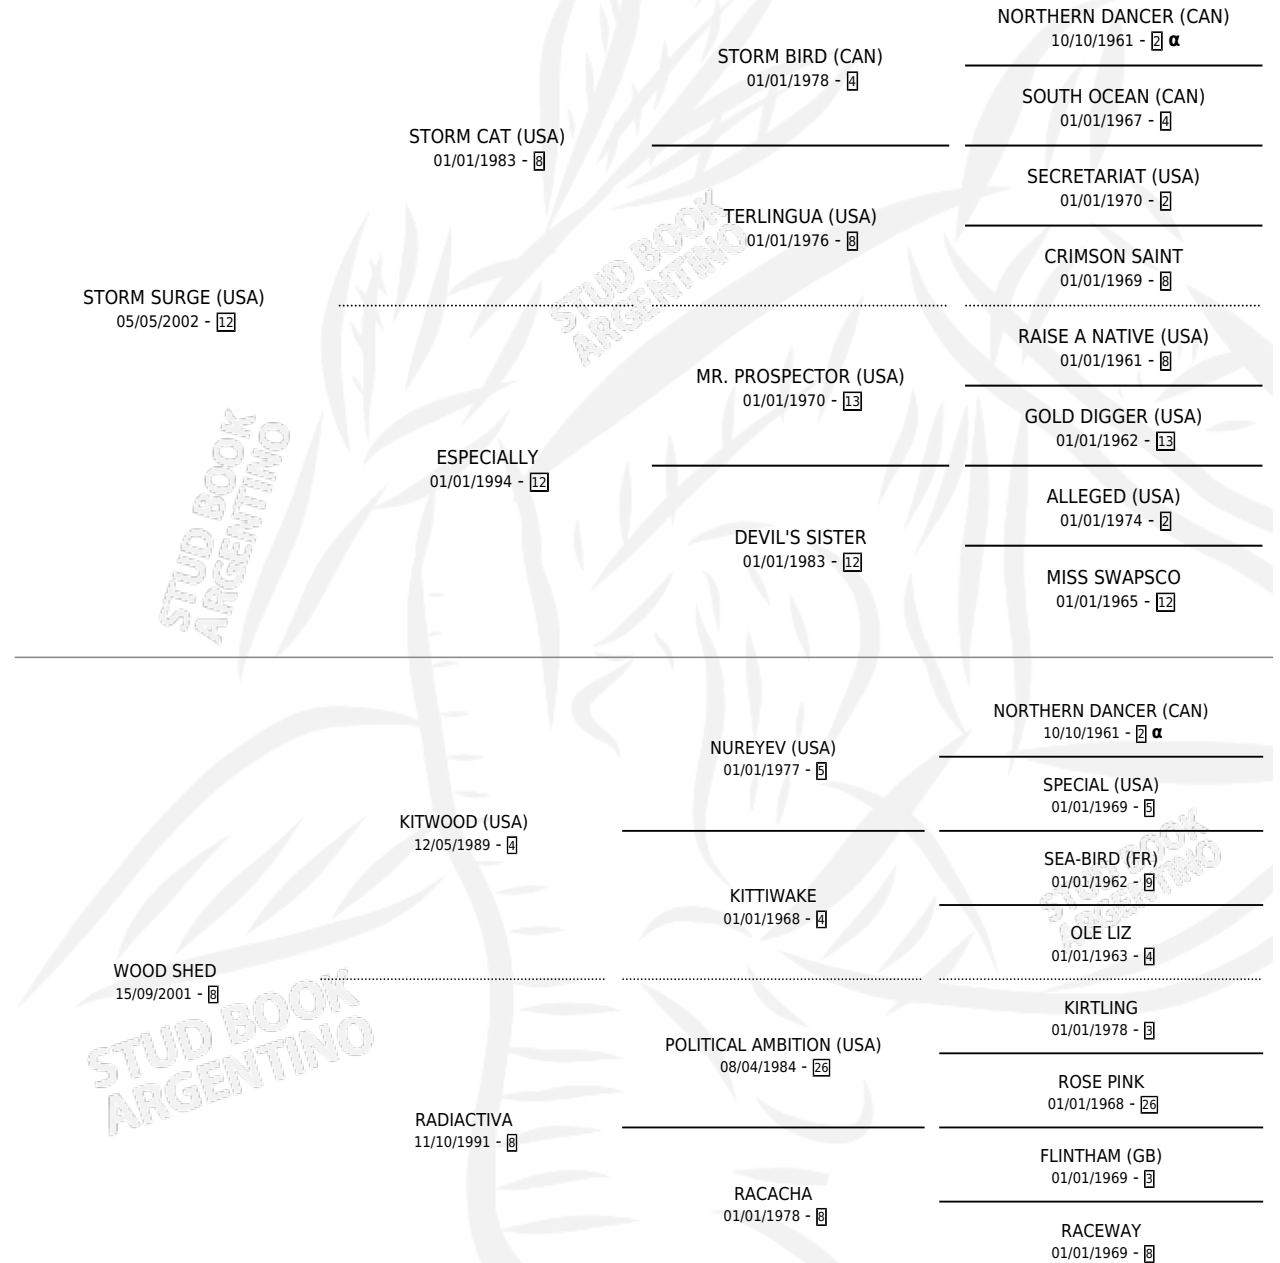 NORTHERN DANCER (CAN)
10/10/1961 - 2 α
STORM BIRD (CAN)
01/01/1978 - 4
SOUTH OCEAN (CAN)
01/01/1967 - 4
STORM CAT (USA)
01/01/1983 - 8
SECRETARIAT (USA)
01/01/1970 - 2
TERLINGUA (USA)
01/01/1976 - 8
CRIMSON SAINT
01/01/1969 - 8
STORM SURGE (USA)
05/05/2002 - 12
RAISE A NATIVE (USA)
01/01/1961 - 8
MR. PROSPECTOR (USA)
01/01/1970 - 13
GOLD DIGGER (USA)
01/01/1962 - 13
ESPECIALLY
01/01/1994 - 12
ALLEGED (USA)
01/01/1974 - 2
DEVIL'S SISTER
01/01/1983 - 12
MISS SWAPSCO
01/01/1965 - 12
STUD BOOK
ARGENTINO
STUD BOOK
ARGENTINO
NORTHERN DANCER (CAN)
10/10/1961 - 2 α
NUREYEV (USA)
01/01/1977 - 5
SPECIAL (USA)
01/01/1969 - 5
KITWOOD (USA)
12/05/1989 - 4
SEA-BIRD (FR)
01/01/1962 - 9
KITTIWAKE
01/01/1968 - 4
OLE LIZ
01/01/1963 - 4
WOOD SHED
15/09/2001 - 8
KIRTLING
01/01/1978 - 3
POLITICAL AMBITION (USA)
08/04/1984 - 26
ROSE PINK
01/01/1968 - 26
RADIACTIVA
11/10/1991 - 8
FLINTHAM (GB)
01/01/1969 - 3
RACACHA
01/01/1978 - 8
RACEWAY
01/01/1969 - 8
STUD BOOK
ARGENTINO
STUD BOOK
ARGENTINO